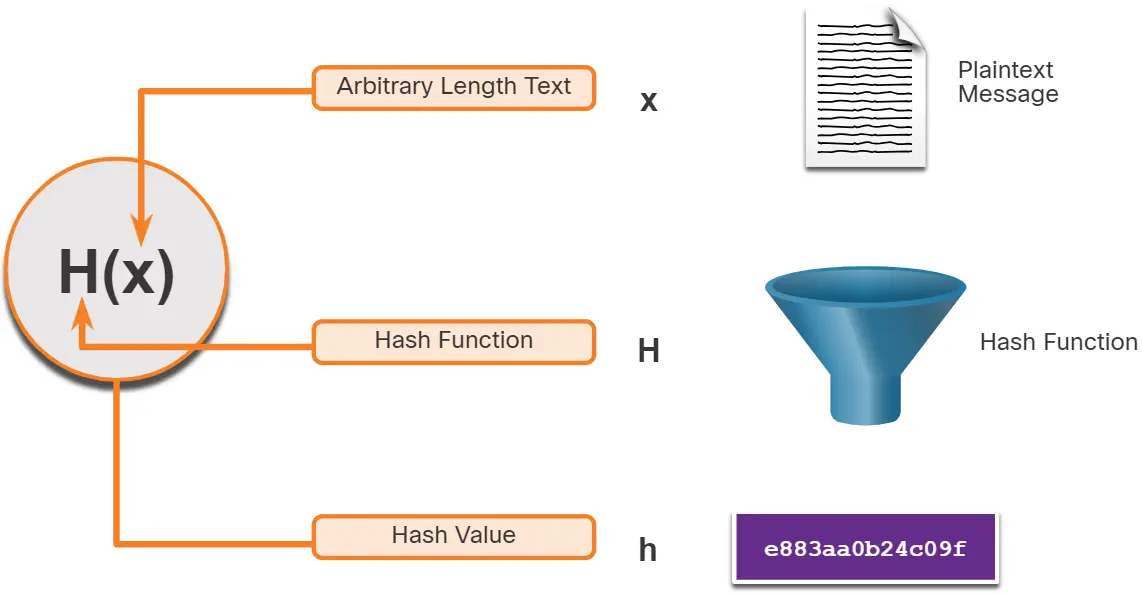 Arbitrary Length Text
x
Plaintext
Message
H(x)
Hash Function
H
Hash Function
Hash Value
h
e883aa0b24c09f